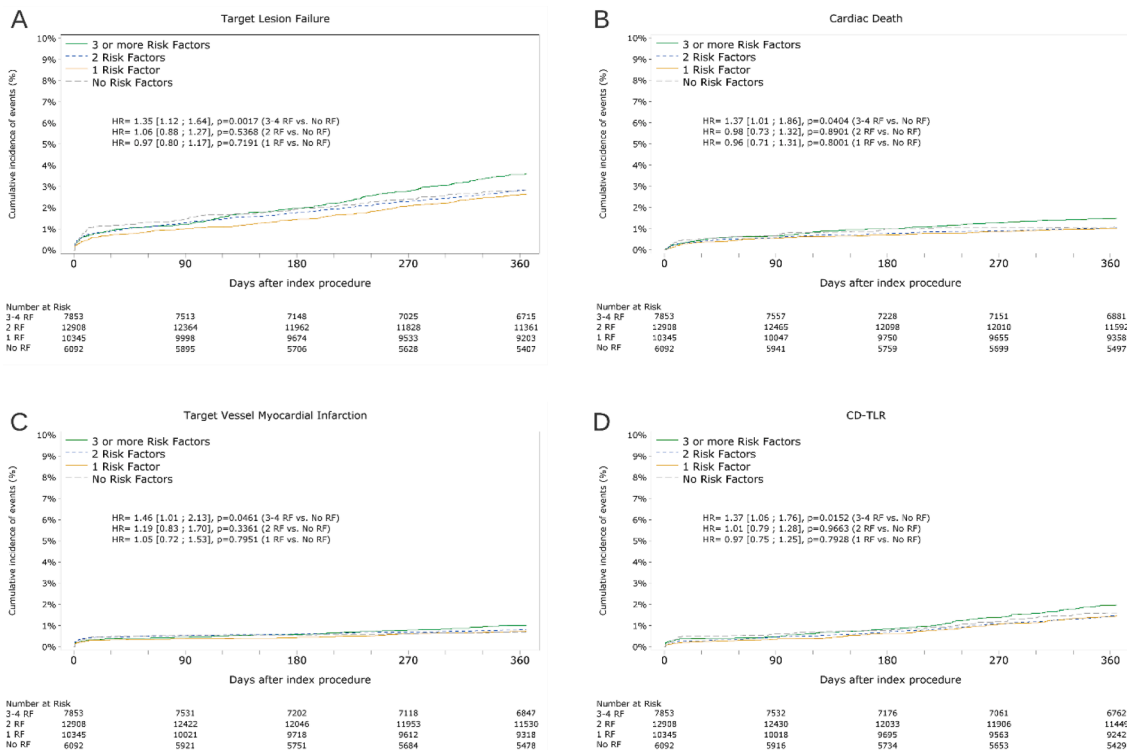 A
Target Lesion Failure
Cumulative incidence of events (%)
10%
9%
8%
7%
6%
5%
4%
3%
2%
1%
0%
3 or more Risk Factors
2 Risk Factors
1 Risk Factor
No Risk Factors
HR= 1.35 [1.12 ; 1.64], p=0.0017 (3-4 RF vs. No RF)
HR= 1.06 [0.88 ; 1.27], p=0.5368 (2 RF vs. No RF)
HR= 0.97 [0.80 ; 1.17], p=0.7191 (1 RF vs. No RF)
0 90 180 270 360
Days after index procedure
Number at Risk
3-4 RF 7853 7513 7148 7025 6715
2 RF 12908 12364 11962 11828 11361
1 RF 10345 9998 9674 9533 9203
No RF 6092 5895 5706 5628 5407
B
Cardiac Death
Cumulative incidence of events (%)
10%
9%
8%
7%
6%
5%
4%
3%
2%
1%
0%
3 or more Risk Factors
2 Risk Factors
1 Risk Factor
No Risk Factors
HR= 1.37 [1.01 ; 1.86], p=0.0404 (3-4 RF vs. No RF)
HR= 0.98 [0.73 ; 1.32], p=0.8901 (2 RF vs. No RF)
HR= 0.96 [0.71 ; 1.31], p=0.8001 (1 RF vs. No RF)
0 90 180 270 360
Days after index procedure
Number at Risk
3-4 RF 7853 7557 7228 7151 6881
2 RF 12908 12465 12098 12010 11592
1 RF 10345 10047 9750 9655 9358
No RF 6092 5941 5759 5699 5497
C
Target Vessel Myocardial Infarction
Cumulative incidence of events (%)
10%
9%
8%
7%
6%
5%
4%
3%
2%
1%
0%
3 or more Risk Factors
2 Risk Factors
1 Risk Factor
No Risk Factors
HR= 1.46 [1.01 ; 2.13], p=0.0461 (3-4 RF vs. No RF)
HR= 1.19 [0.83 ; 1.70], p=0.3361 (2 RF vs. No RF)
HR= 1.05 [0.72 ; 1.53], p=0.7951 (1 RF vs. No RF)
0 90 180 270 360
Days after index procedure
Number at Risk
3-4 RF 7853 7531 7202 7118 6847
2 RF 12908 12422 12046 11953 11530
1 RF 10345 10021 9718 9612 9318
No RF 6092 5921 5751 5684 5478
D
CD-TLR
Cumulative incidence of events (%)
10%
9%
8%
7%
6%
5%
4%
3%
2%
1%
0%
3 or more Risk Factors
2 Risk Factors
1 Risk Factor
No Risk Factors
HR= 1.37 [1.06 ; 1.76], p=0.0152 (3-4 RF vs. No RF)
HR= 1.01 [0.79 ; 1.28], p=0.9663 (2 RF vs. No RF)
HR= 0.97 [0.75 ; 1.25], p=0.7928 (1 RF vs. No RF)
0 90 180 270 360
Days after index procedure
Number at Risk
3-4 RF 7853 7532 7176 7061 6762
2 RF 12908 12430 12033 11906 11449
1 RF 10345 10018 9695 9563 9242
No RF 6092 5916 5734 5653 5429